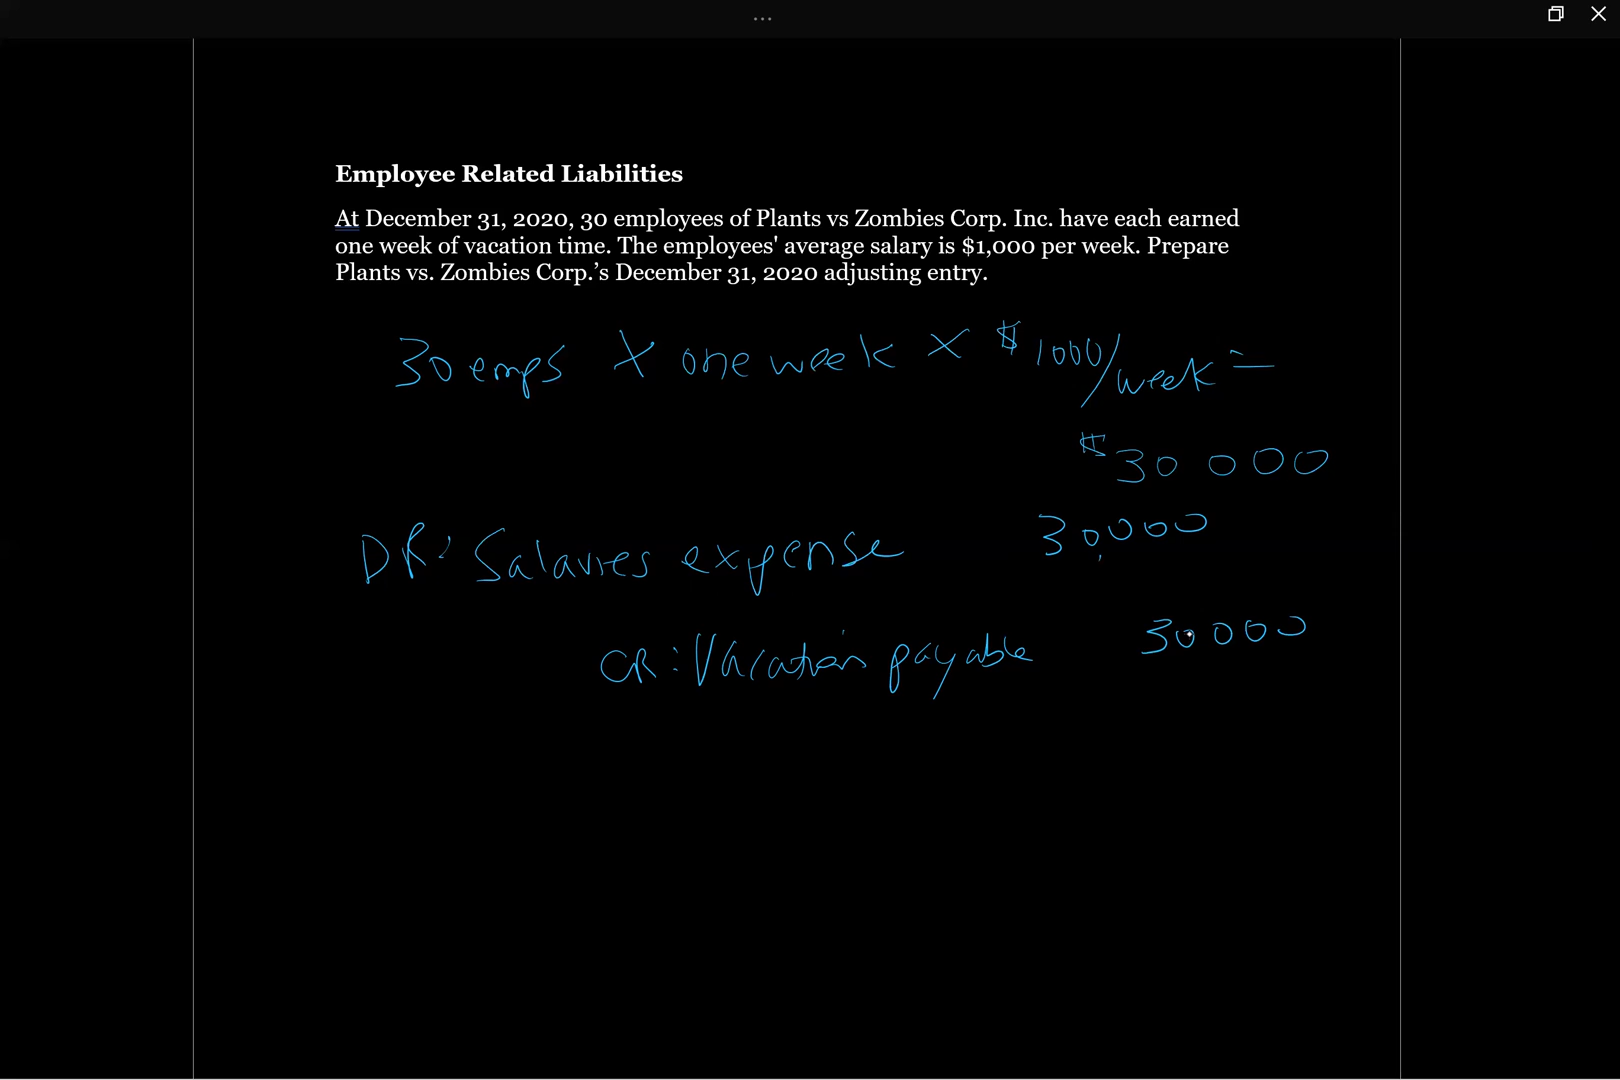 Employee Related Liabilities
At December 31, 2020, 30 employees of Plants vs Zombies Corp. Inc. have each earned
one week of vacation time. The employees' average salary is $1,000 per week. Prepare
Plants vs. Zombies Corp.’s December 31, 2020 adjusting entry.
30 emps X one week X $1000/week =
$30 000
DR: Salaries expense 30,000
CR: Vacation payable 30000